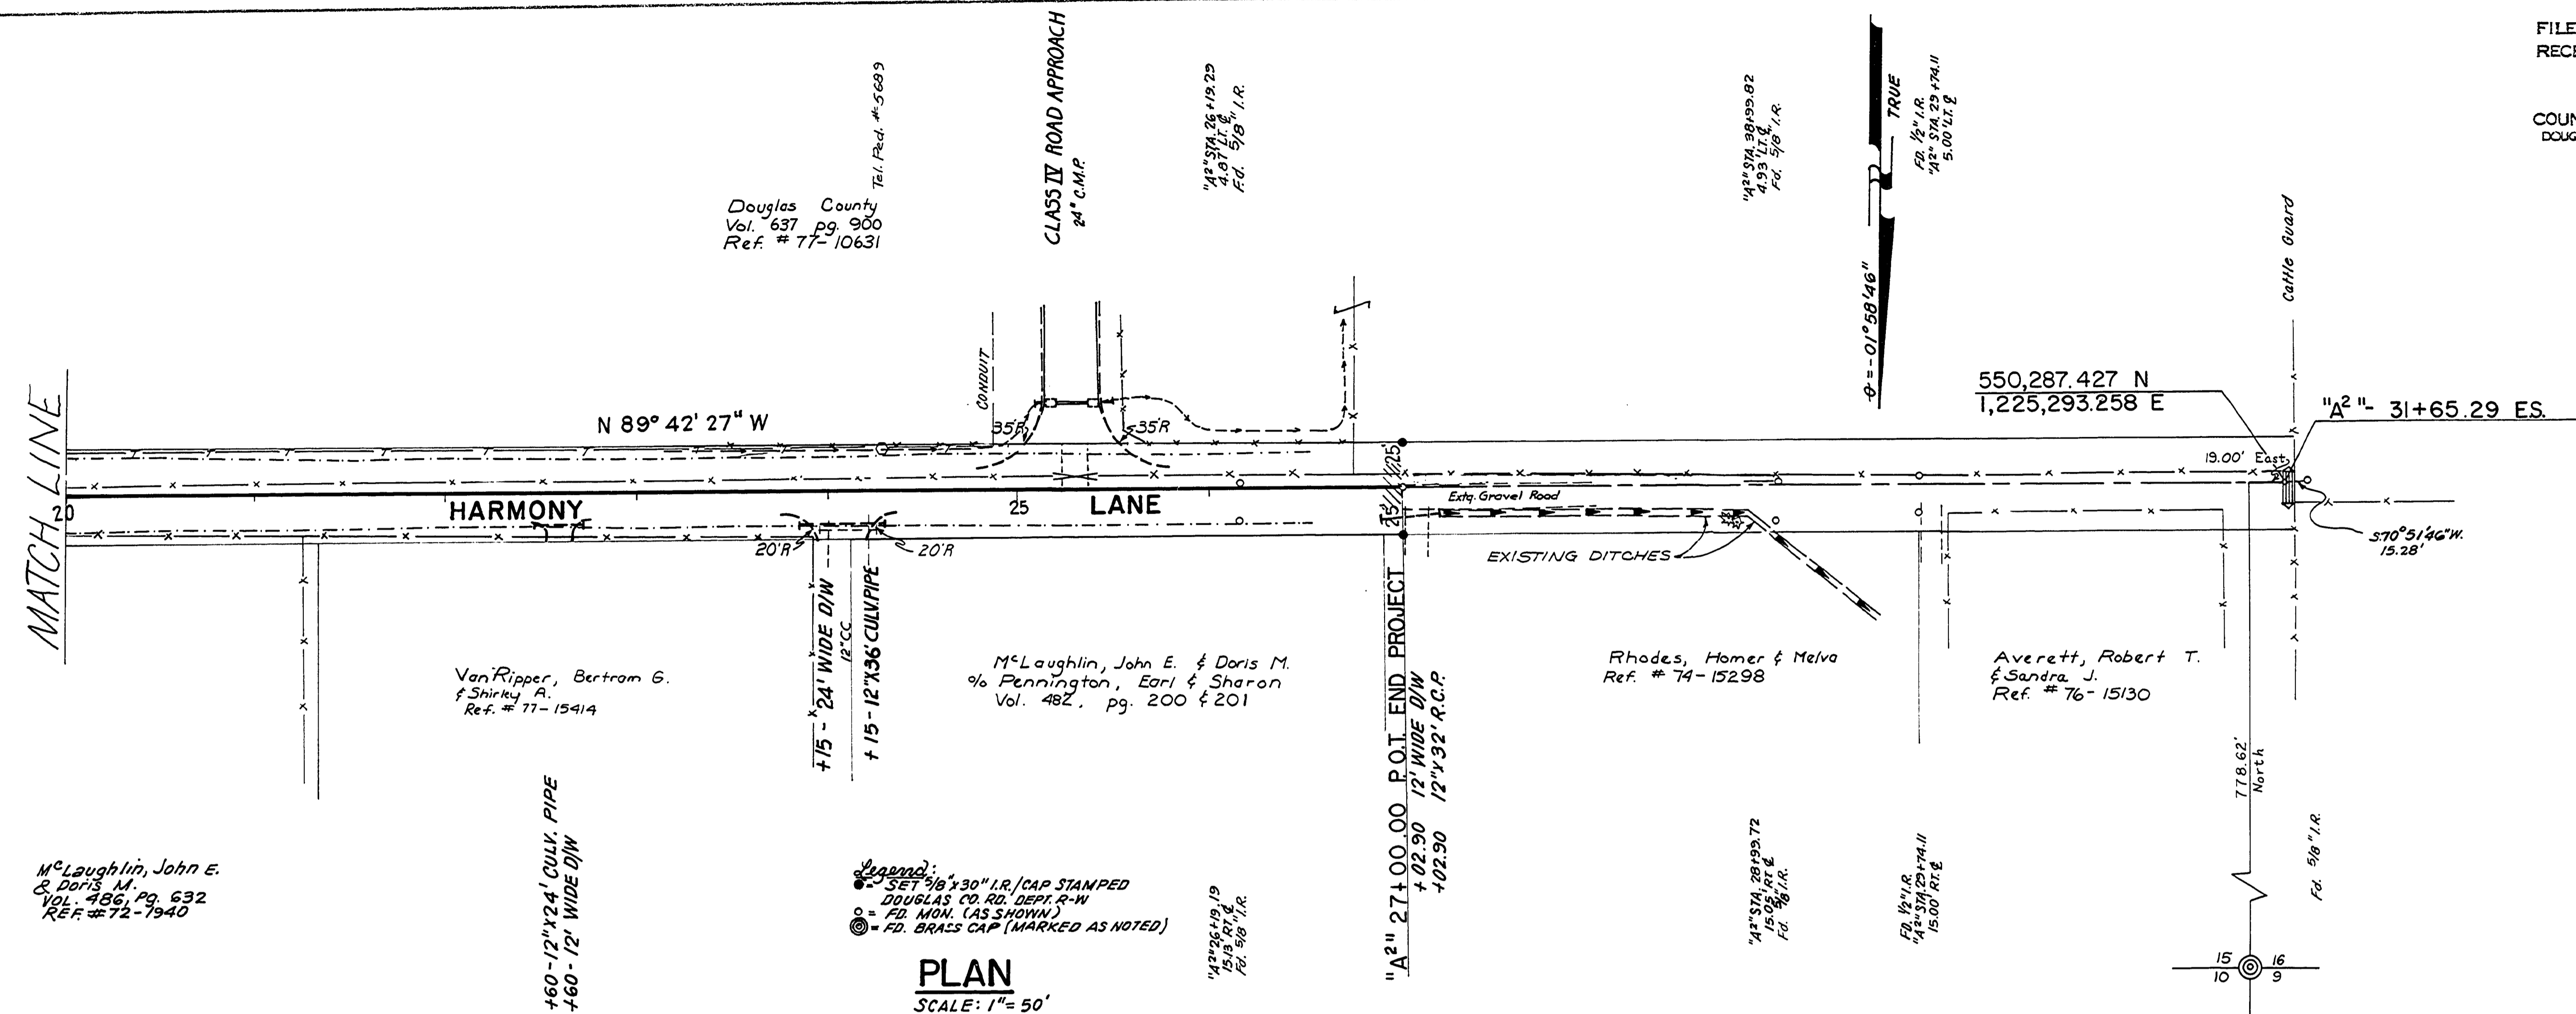 FILE
RECE
COUN
DOUG
CLASS IV ROAD APPROACH
24" C.M.P.
Tel. Ped. #5689
Douglas County
Vol. 637 pg. 900
Ref. # 77-10631
"A2" STA. 26+19.29
4.87' LT. ℄
Fd. 5/8" I.R.
"A2" STA. 38+99.82
4.93' LT. ℄
Fd. 5/8" I.R.
TRUE
θ = -01°58'46"
FD. 1/2" I.R.
"A2" STA. 29+74.11
5.00' LT. ℄
Cattle Guard
550,287.427 N
1,225,293.258 E
"A2"- 31+65.29 ES.
MATCH LINE
N 89° 42' 27" W
CONDUIT
35'R
35'R
19.00' East
20
HARMONY
25
LANE
25'
25'
Extg. Gravel Road
EXISTING DITCHES
20'R
20'R
S.70°51'46"W.
15.28'
+15 - 24' WIDE D/W
12"CC
+15-12"X36' CULV.PIPE
Van Ripper, Bertram G.
& Shirley A.
Ref. # 77-15414
McLaughlin, John E. & Doris M.
% Pennington, Earl & Sharon
Vol. 482, pg. 200 & 201
"A2" 27+00.00 P.O.T. END PROJECT
+02.90 12' WIDE D/W
+02.90 12"X32' R.C.P.
Rhodes, Homer & Melva
Ref. # 74-15298
Averett, Robert T.
& Sandra J.
Ref. # 76-15130
778.62'
North
+60-12"X24' CULV. PIPE
+60-12' WIDE D/W
McLaughlin, John E.
& Doris M.
VOL. 486, Pg. 632
REF. #72-7940
Legend:
● = SET 5/8"x30" I.R./CAP STAMPED
DOUGLAS CO. RD. DEPT. R-W
○ = FD. MON. (AS SHOWN)
◎ = FD. BRASS CAP (MARKED AS NOTED)
"A2" 26+19.19
15.13' RT. ℄
Fd. 5/8" I.R.
"A2" STA. 28+99.72
15.05' RT ℄
Fd. 5/8" I.R.
FD. 1/2" I.R.
"A2" STA. 29+74.11
15.00' RT. ℄
Fd. 5/8" I.R.
15 16
10 9
PLAN
SCALE: 1"= 50'